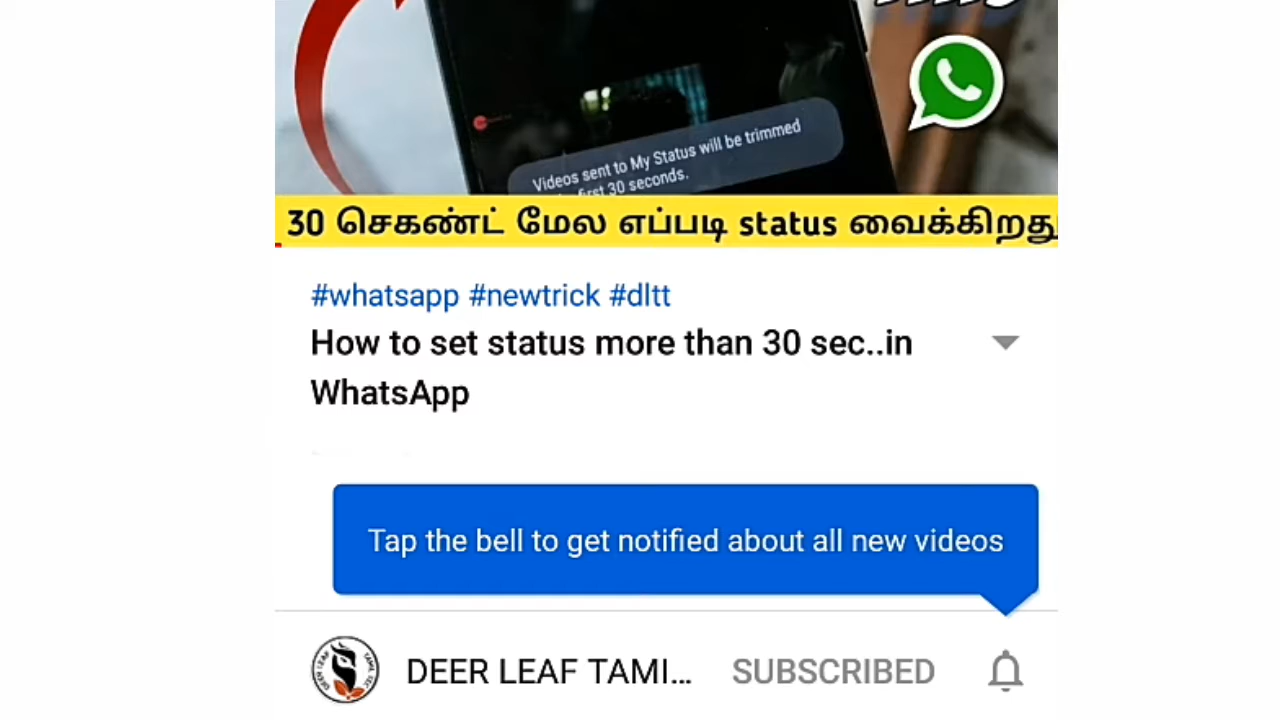 Videos sent to My Status will be trimmed
first 30 seconds.
30 செகண்ட் மேல எப்படி status வைக்கிறது
#whatsapp #newtrick #dltt
How to set status more than 30 sec..in
WhatsApp
Tap the bell to get notified about all new videos
DEER LEAF TAMI... SUBSCRIBED